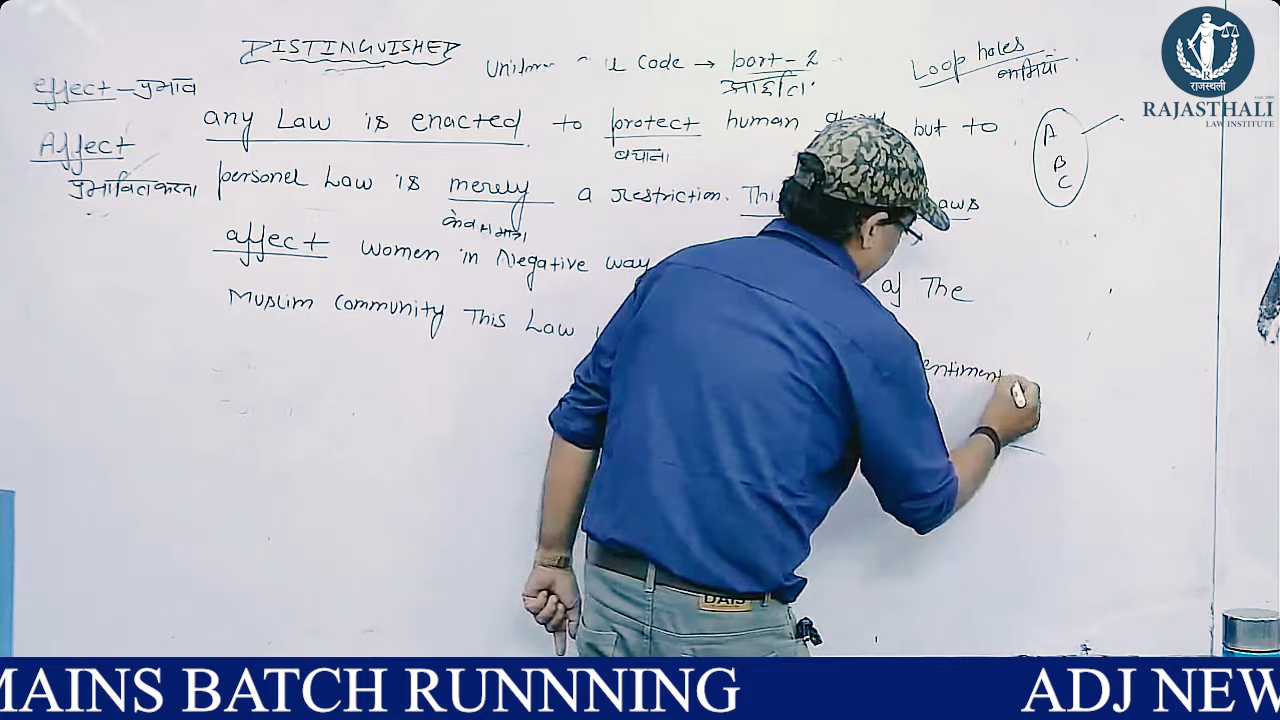 DISTINGUISHED
Uniform Code → part-2
Loop holes
effect - प्रभाव
any Law is enacted to protect human but to
बचाना
Affect
प्रभावित करना
personel Law is merely a restriction. This
affect women in Negative way of The
Muslim Community This Law
entiment
A
B
C
राजस्थली
RAJASTHALI
LAW INSTITUTE
DAIS
MAINS BATCH RUNNNING ADJ NEW